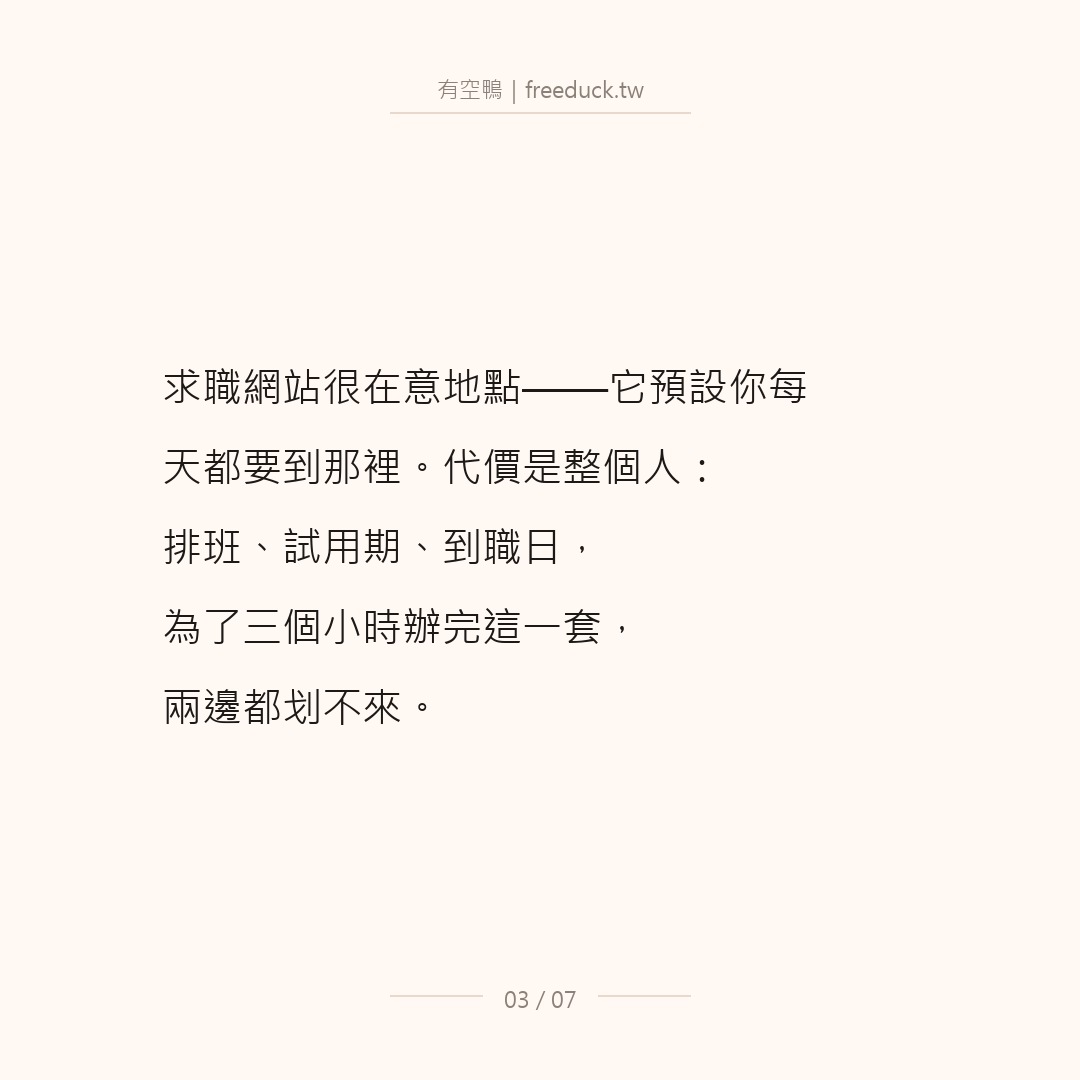 有空鴨｜freeduck.tw
求職網站很在意地點——它預設你每
天都要到那裡。代價是整個人：
排班、試用期、到職日，
為了三個小時辦完這一套，
兩邊都划不來。
03 / 07